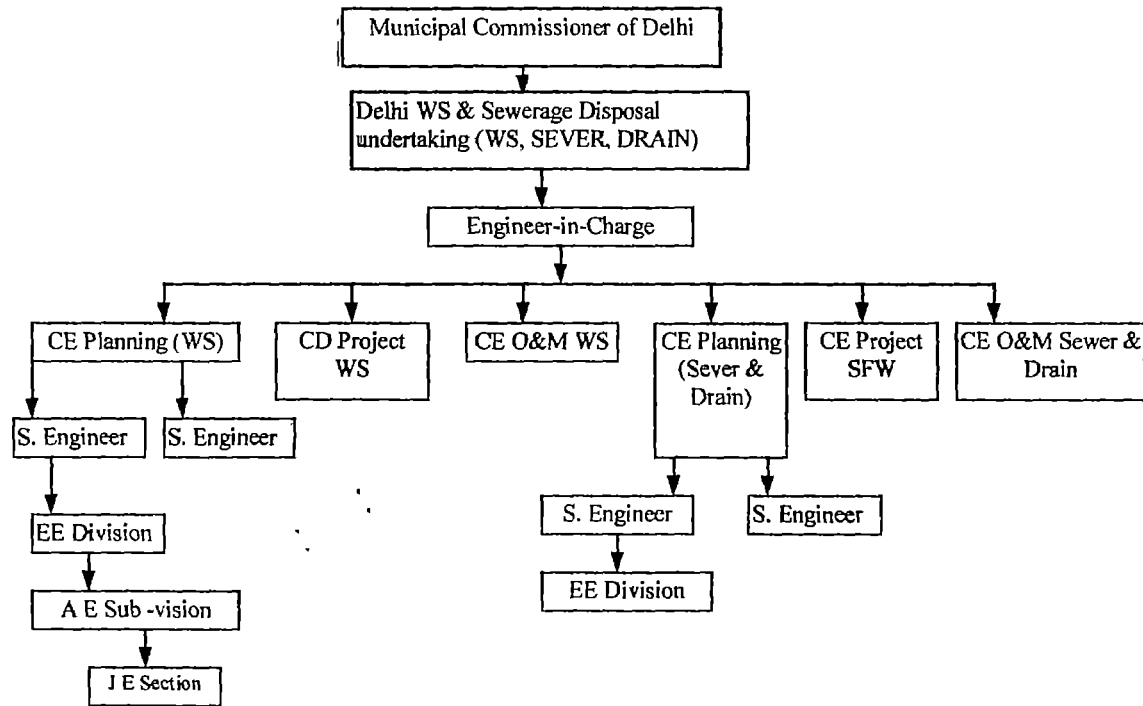 Municipal Commissioner of Delhi
Delhi WS & Sewerage Disposal
undertaking (WS, SEVER, DRAIN)
Engineer-in-Charge
CE Planning (WS)
CD Project
WS
CE O&M WS
CE Planning
(Sever &
Drain)
CE Project
SFW
CE O&M Sewer &
Drain
S. Engineer
S. Engineer
S. Engineer
S. Engineer
EE Division
EE Division
A E Sub -vision
J E Section